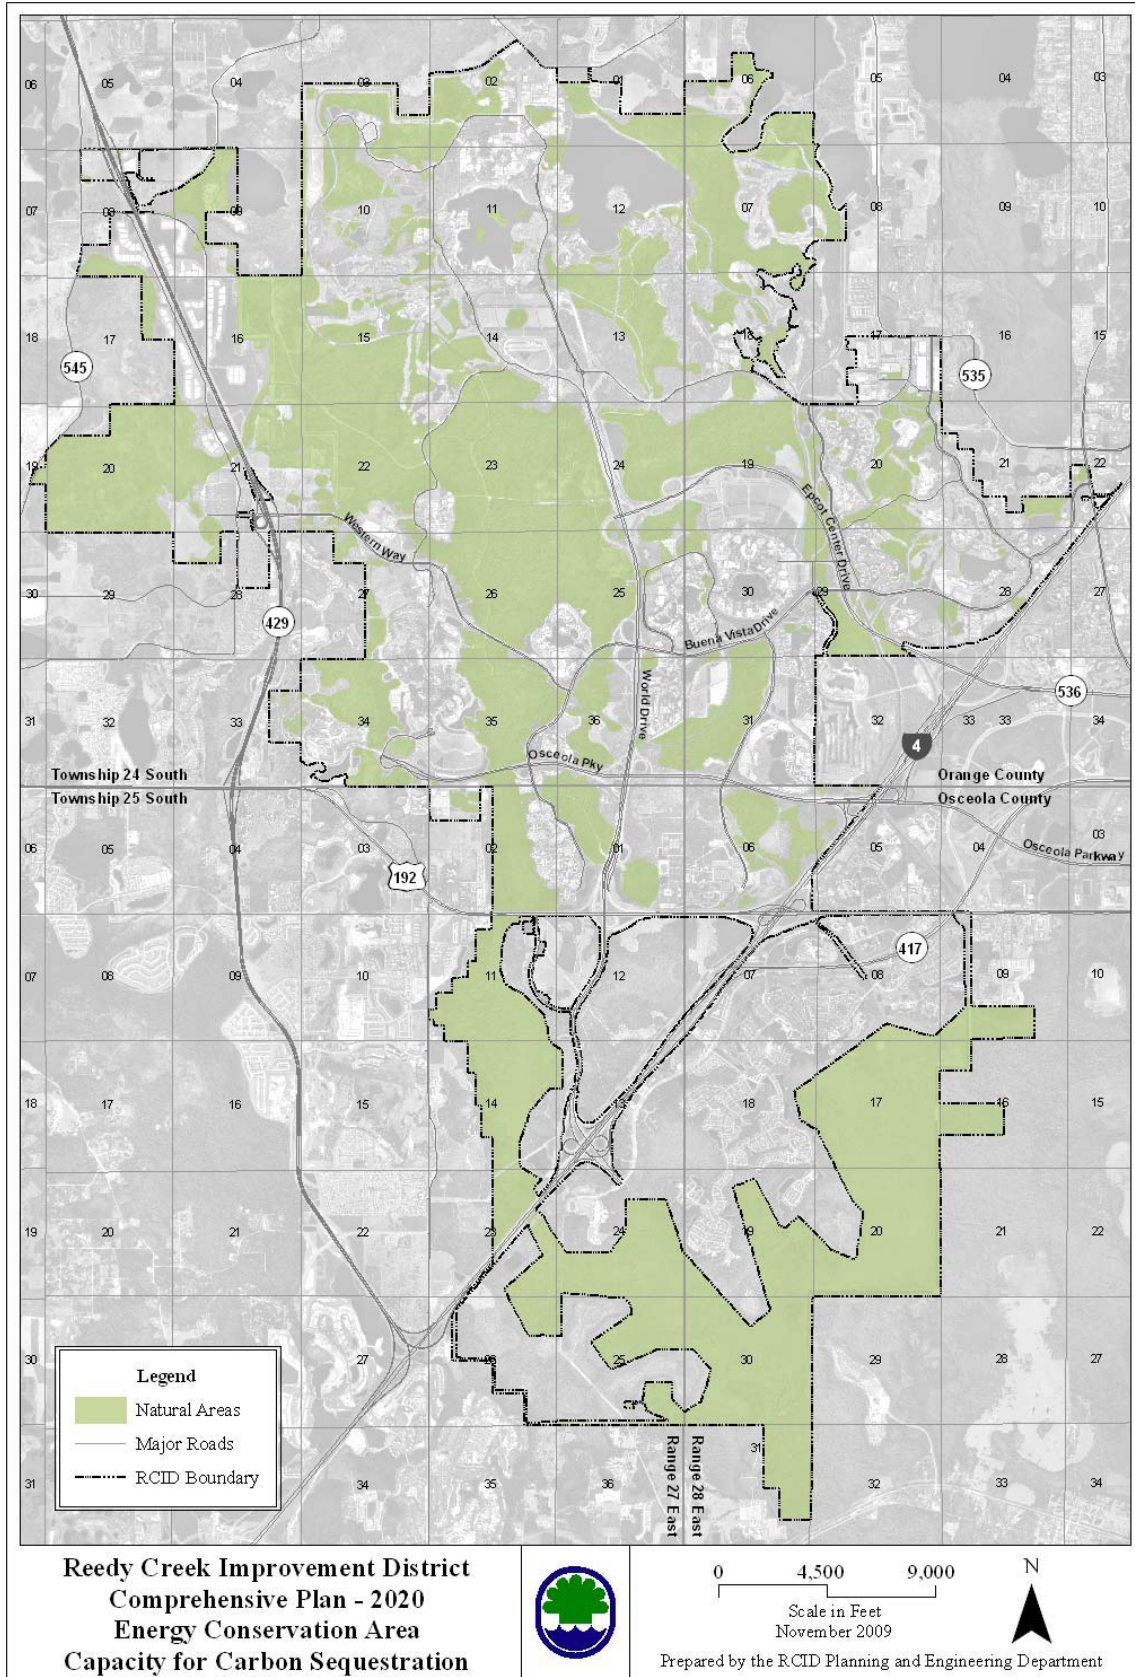 06 05 04 03 02 01 06 05 04 03
07 08 09 10 11 12 07 08 09 10
18 17 16 15 14 13 18 17 16 15
545
535
19 20 21 22 23 24 19 20 21 22
Western Way
Epcot Center Drive
30 29 28 27 26 25 30 29 28 27
429
Buena Vista Drive
World Drive
536
31 32 33 34 35 36 31 32 33 33 34
4
Osceola Pky
Township 24 South
Orange County
Township 25 South
Osceola County
06 05 04 03 02 01 06 05 04 03
Osceola Parkway
192
417
07 08 09 10 11 12 07 08 09 10
18 17 16 15 14 13 18 17 16 15
19 20 21 22 23 24 19 20 21 22
30 27 26 25 30 29 28 27
31 34 35 36 31 32 33 34
Range 27 East
Range 28 East
Legend
Natural Areas
Major Roads
RCID Boundary
Reedy Creek Improvement District
Comprehensive Plan - 2020
Energy Conservation Area
Capacity for Carbon Sequestration
0 4,500 9,000
Scale in Feet
November 2009
N
Prepared by the RCID Planning and Engineering Department